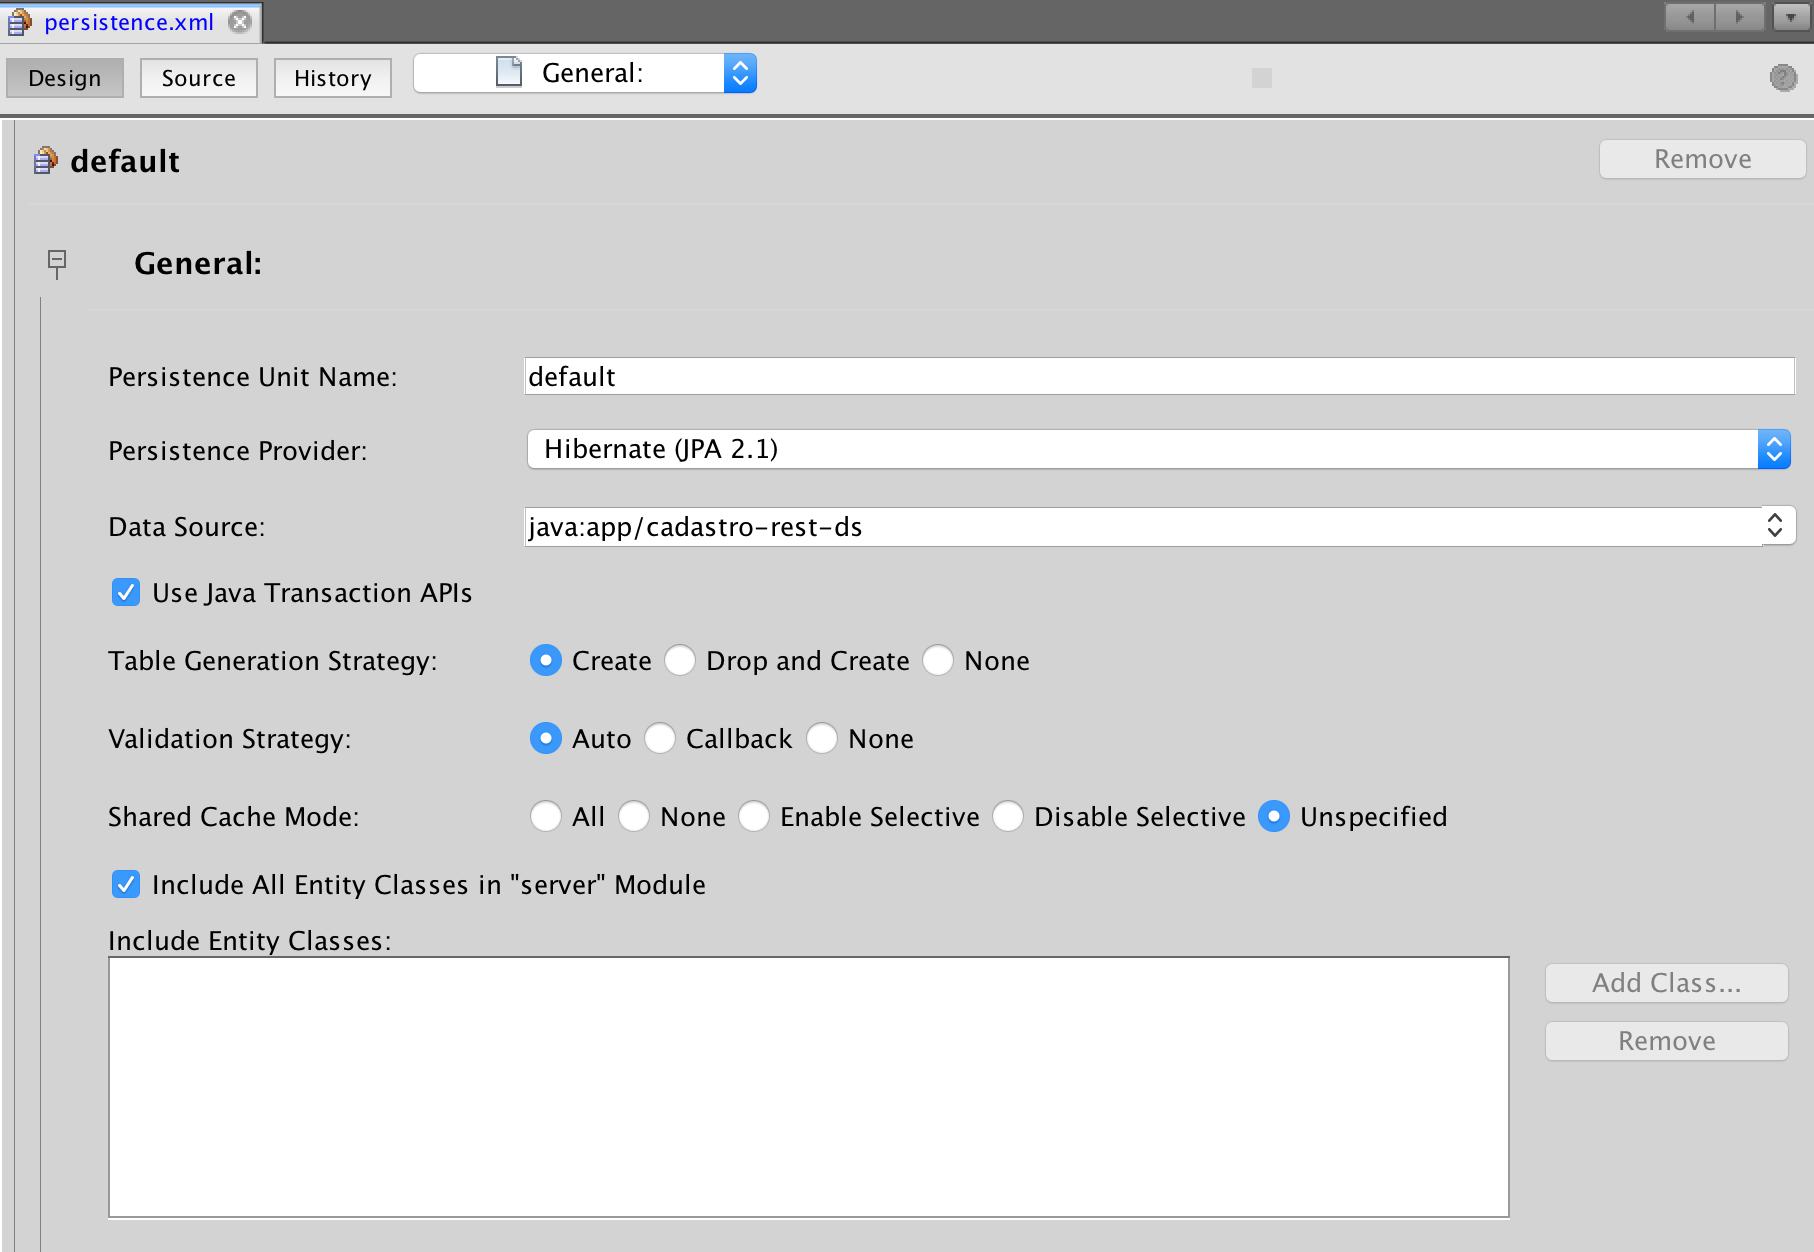 persistence.xml
Design Source History General:
default Remove
General:
Persistence Unit Name: default
Persistence Provider: Hibernate (JPA 2.1)
Data Source: java:app/cadastro-rest-ds
Use Java Transaction APIs
Table Generation Strategy: Create Drop and Create None
Validation Strategy: Auto Callback None
Shared Cache Mode: All None Enable Selective Disable Selective Unspecified
Include All Entity Classes in "server" Module
Include Entity Classes:
Add Class...
Remove